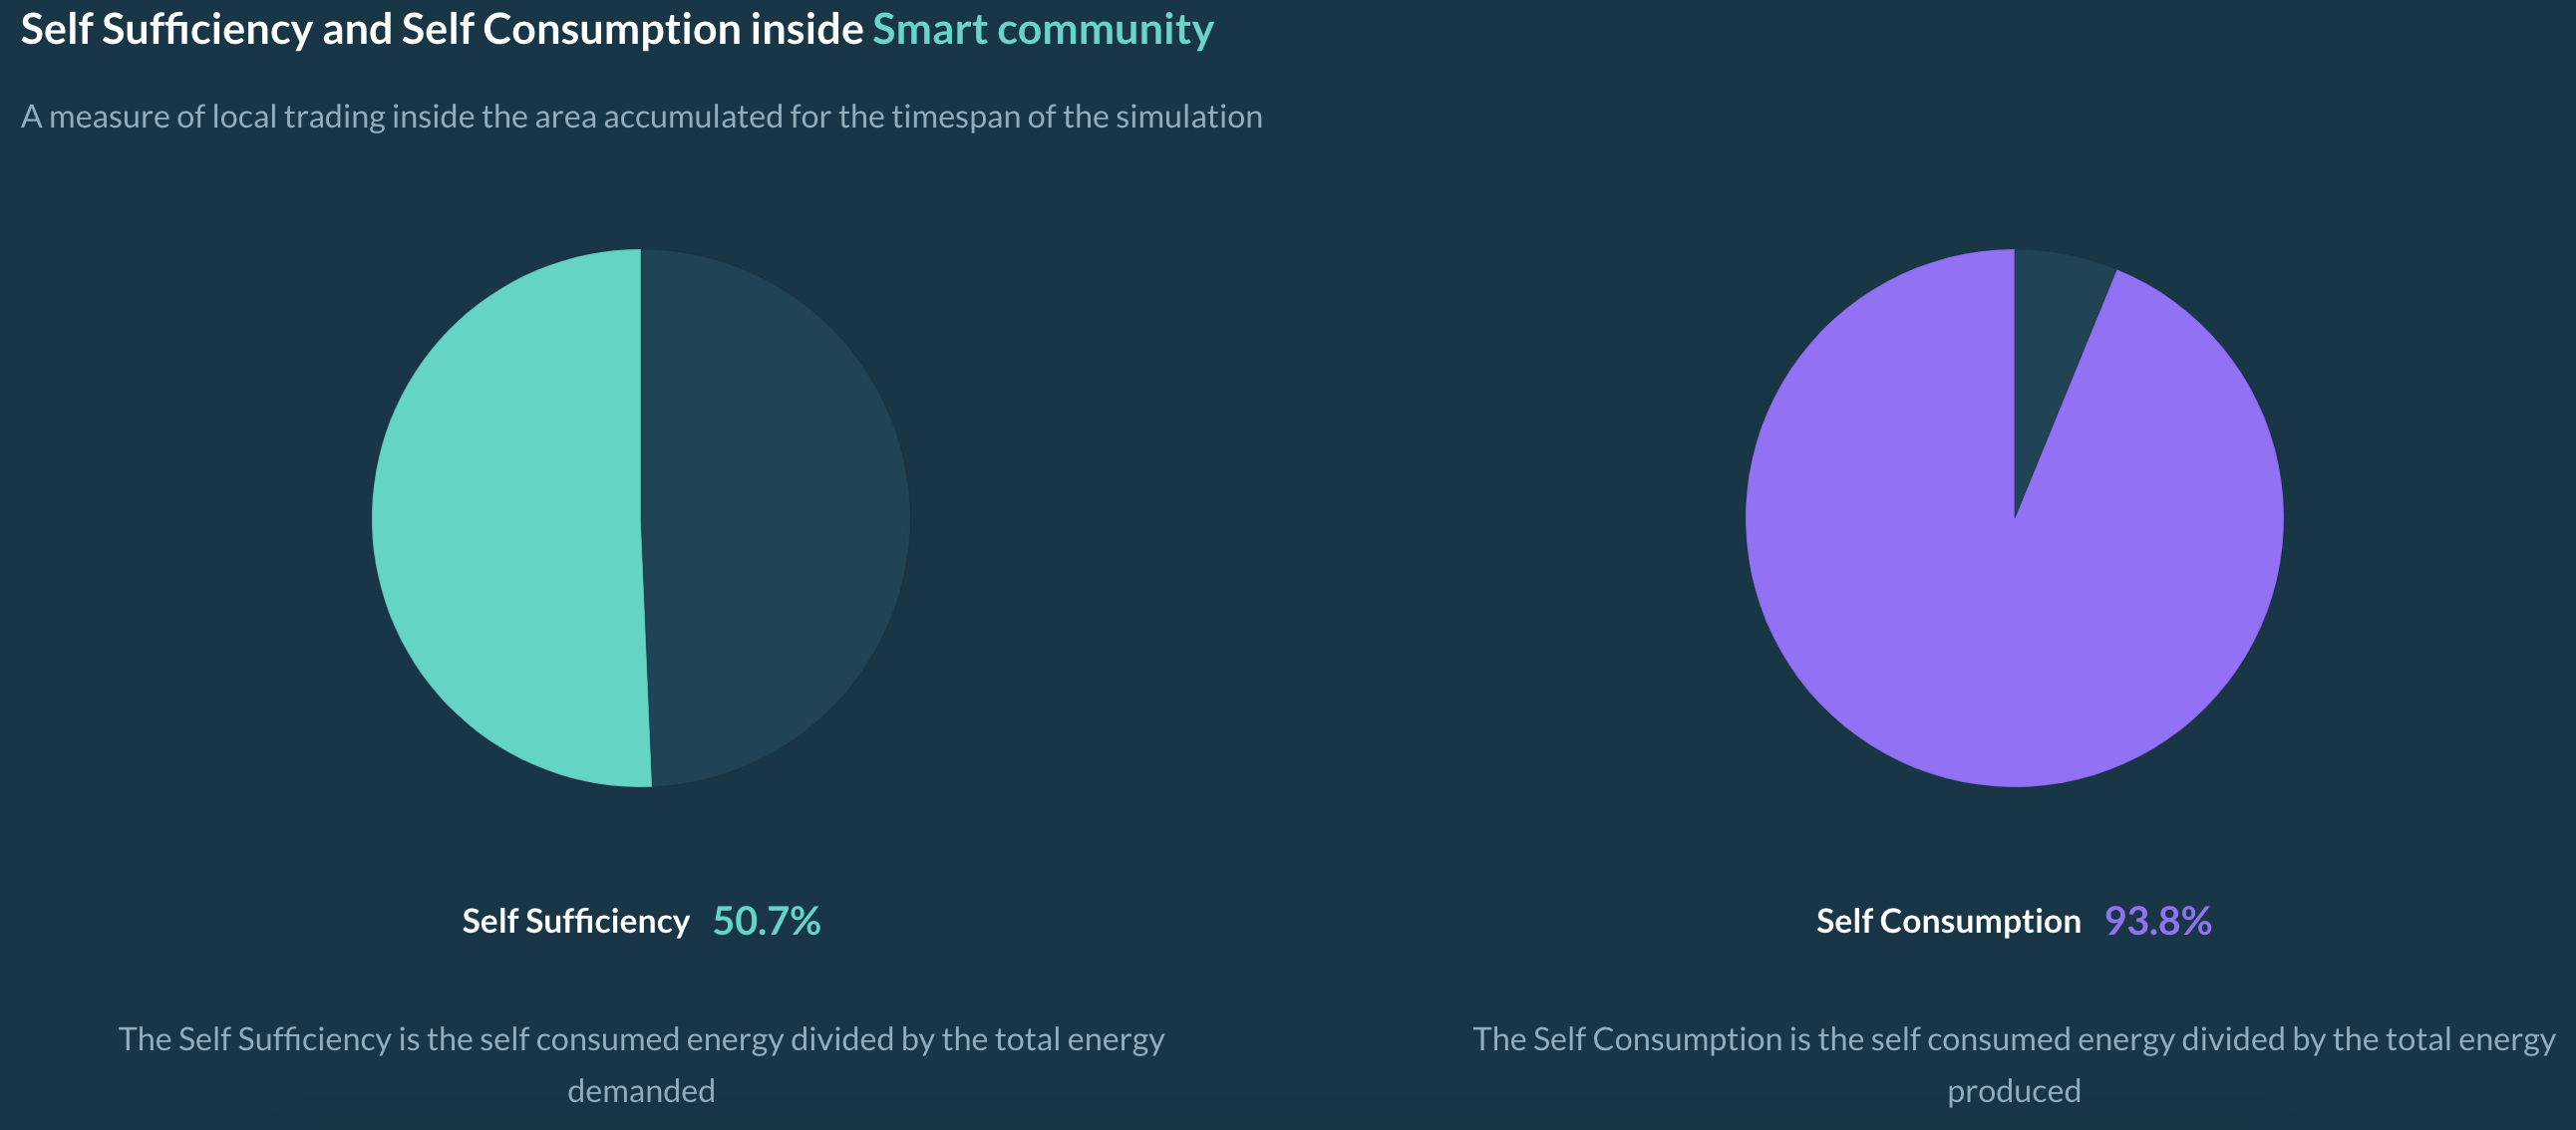 Self Sufficiency and Self Consumption inside Smart community
A measure of local trading inside the area accumulated for the timespan of the simulation
Self Sufficiency 50.7%
The Self Sufficiency is the self consumed energy divided by the total energy
demanded
Self Consumption 93.8%
The Self Consumption is the self consumed energy divided by the total energy
produced